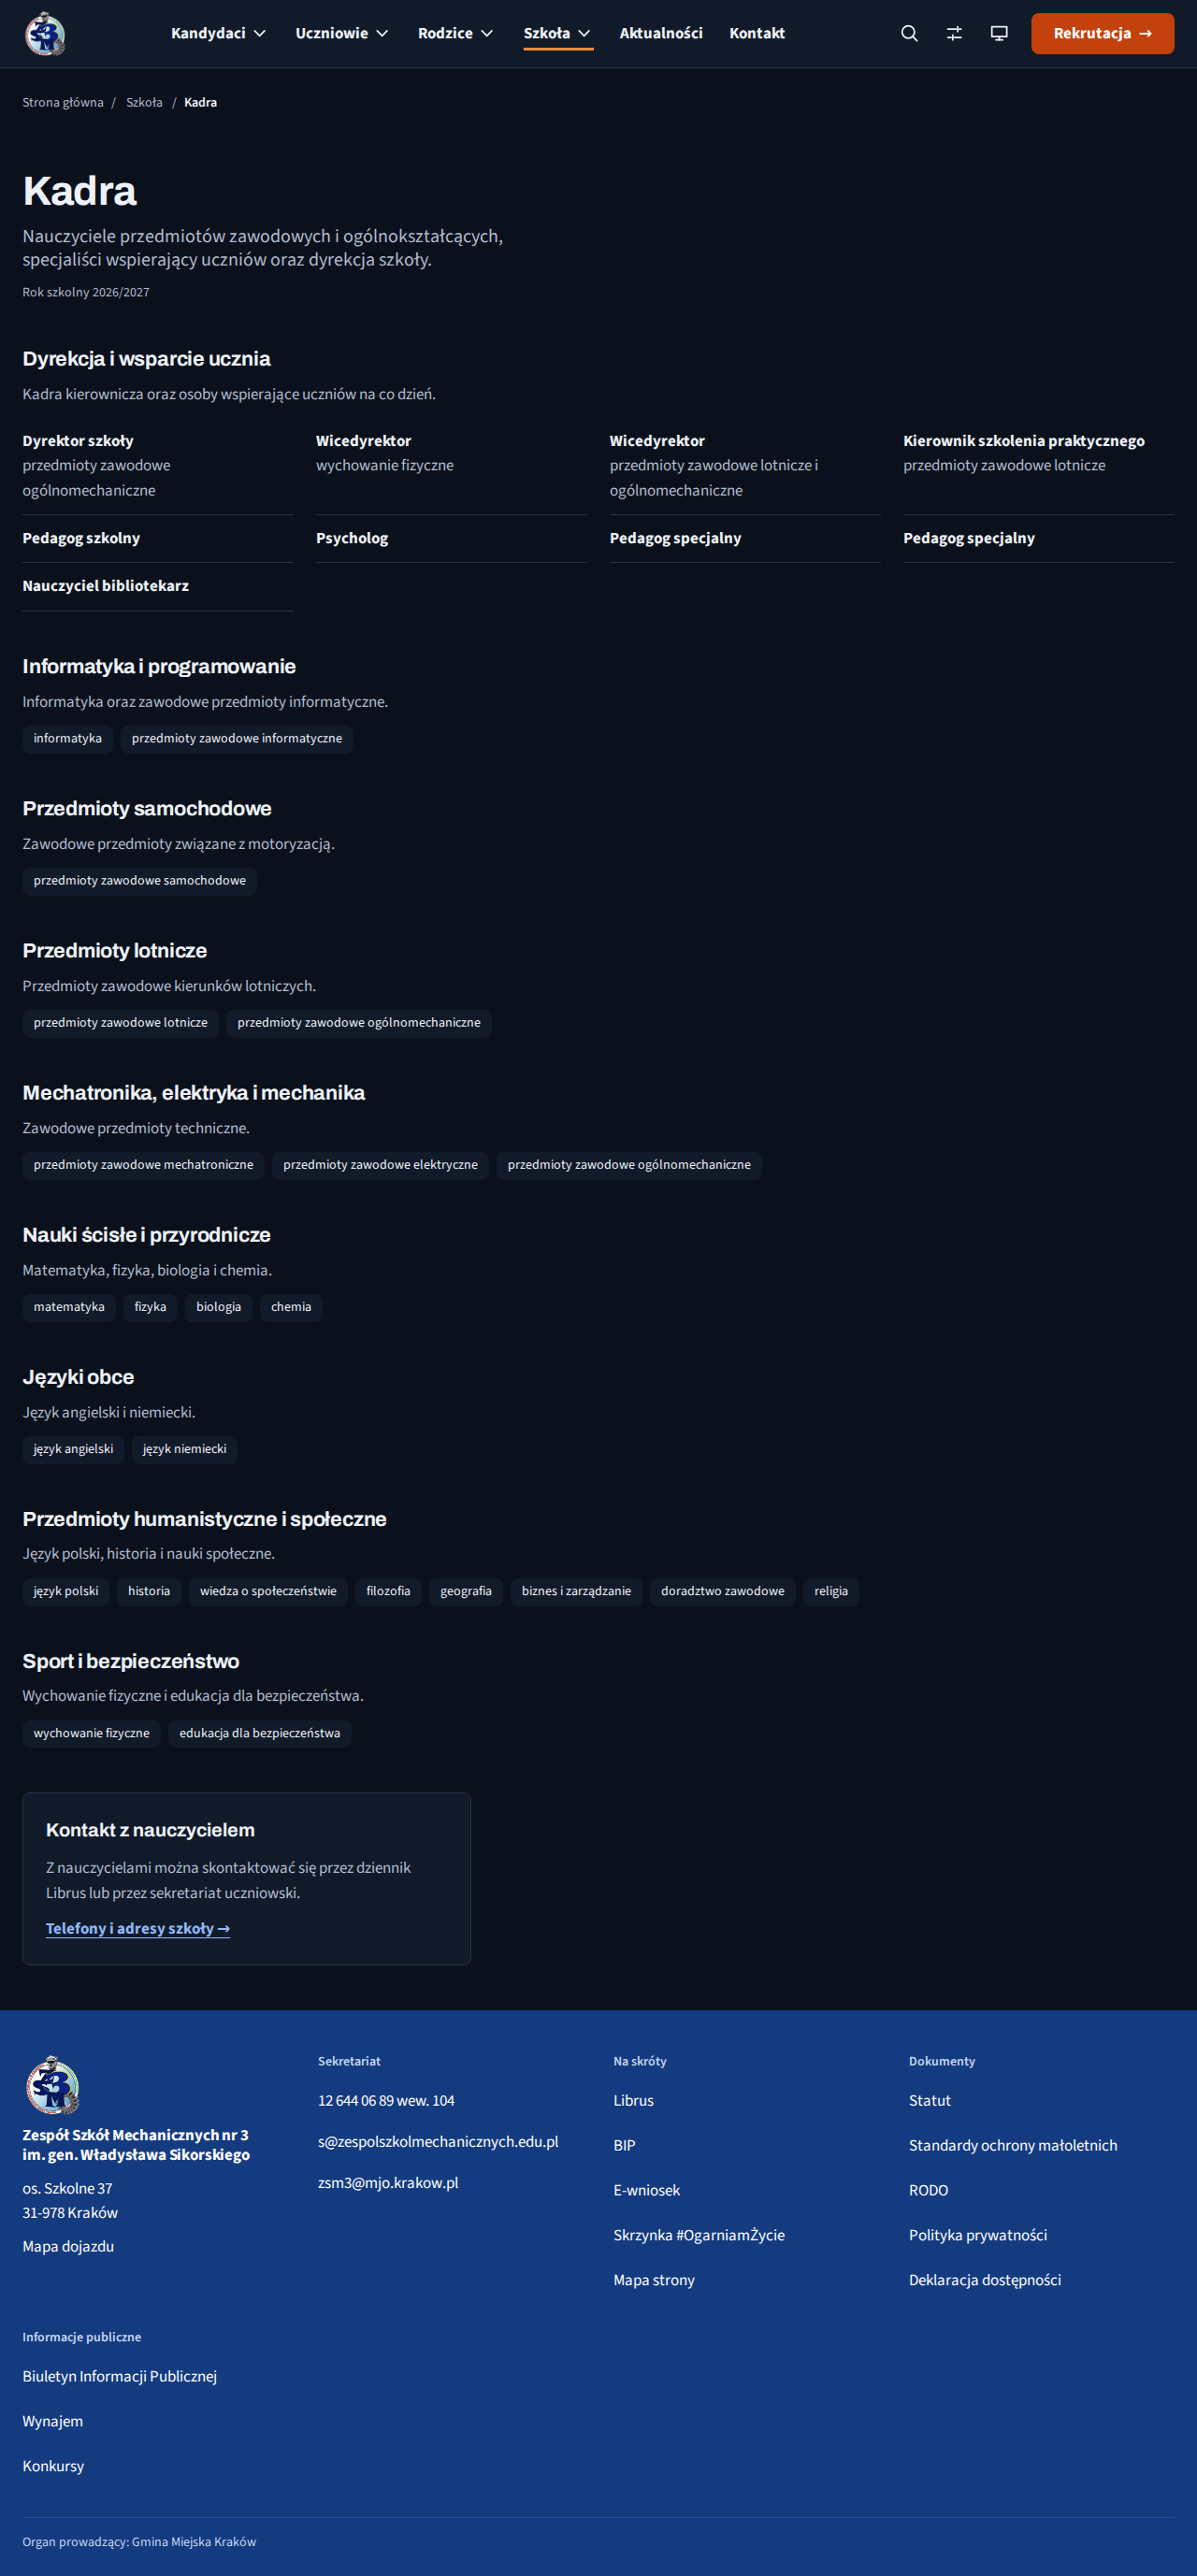 Kandydaci
Uczniowie
Rodzice
Szkoła
Aktualności
Kontakt
Rekrutacja →
Strona główna / Szkoła / Kadra
Kadra
Nauczyciele przedmiotów zawodowych i ogólnokształcących,
specjaliści wspierający uczniów oraz dyrekcja szkoły.
Rok szkolny 2026/2027
Dyrekcja i wsparcie ucznia
Kadra kierownicza oraz osoby wspierające uczniów na co dzień.
Dyrektor szkoły
przedmioty zawodowe
ogólnomechaniczne
Wicedyrektor
wychowanie fizyczne
Wicedyrektor
przedmioty zawodowe lotnicze i
ogólnomechaniczne
Kierownik szkolenia praktycznego
przedmioty zawodowe lotnicze
Pedagog szkolny
Psycholog
Pedagog specjalny
Pedagog specjalny
Nauczyciel bibliotekarz
Informatyka i programowanie
Informatyka oraz zawodowe przedmioty informatyczne.
informatyka
przedmioty zawodowe informatyczne
Przedmioty samochodowe
Zawodowe przedmioty związane z motoryzacją.
przedmioty zawodowe samochodowe
Przedmioty lotnicze
Przedmioty zawodowe kierunków lotniczych.
przedmioty zawodowe lotnicze
przedmioty zawodowe ogólnomechaniczne
Mechatronika, elektryka i mechanika
Zawodowe przedmioty techniczne.
przedmioty zawodowe mechatroniczne
przedmioty zawodowe elektryczne
przedmioty zawodowe ogólnomechaniczne
Nauki ścisłe i przyrodnicze
Matematyka, fizyka, biologia i chemia.
matematyka
fizyka
biologia
chemia
Języki obce
Język angielski i niemiecki.
język angielski
język niemiecki
Przedmioty humanistyczne i społeczne
Język polski, historia i nauki społeczne.
język polski
historia
wiedza o społeczeństwie
filozofia
geografia
biznes i zarządzanie
doradztwo zawodowe
religia
Sport i bezpieczeństwo
Wychowanie fizyczne i edukacja dla bezpieczeństwa.
wychowanie fizyczne
edukacja dla bezpieczeństwa
Kontakt z nauczycielem
Z nauczycielami można skontaktować się przez dziennik
Librus lub przez sekretariat uczniowski.
Telefony i adresy szkoły →
Zespół Szkół Mechanicznych nr 3
im. gen. Władysława Sikorskiego
os. Szkolne 37
31-978 Kraków
Mapa dojazdu
Sekretariat
12 644 06 89 wew. 104
s@zespolszkolmechanicznych.edu.pl
zsm3@mjo.krakow.pl
Na skróty
Librus
BIP
E-wniosek
Skrzynka #OgarniamŻycie
Mapa strony
Dokumenty
Statut
Standardy ochrony małoletnich
RODO
Polityka prywatności
Deklaracja dostępności
Informacje publiczne
Biuletyn Informacji Publicznej
Wynajem
Konkursy
Organ prowadzący: Gmina Miejska Kraków